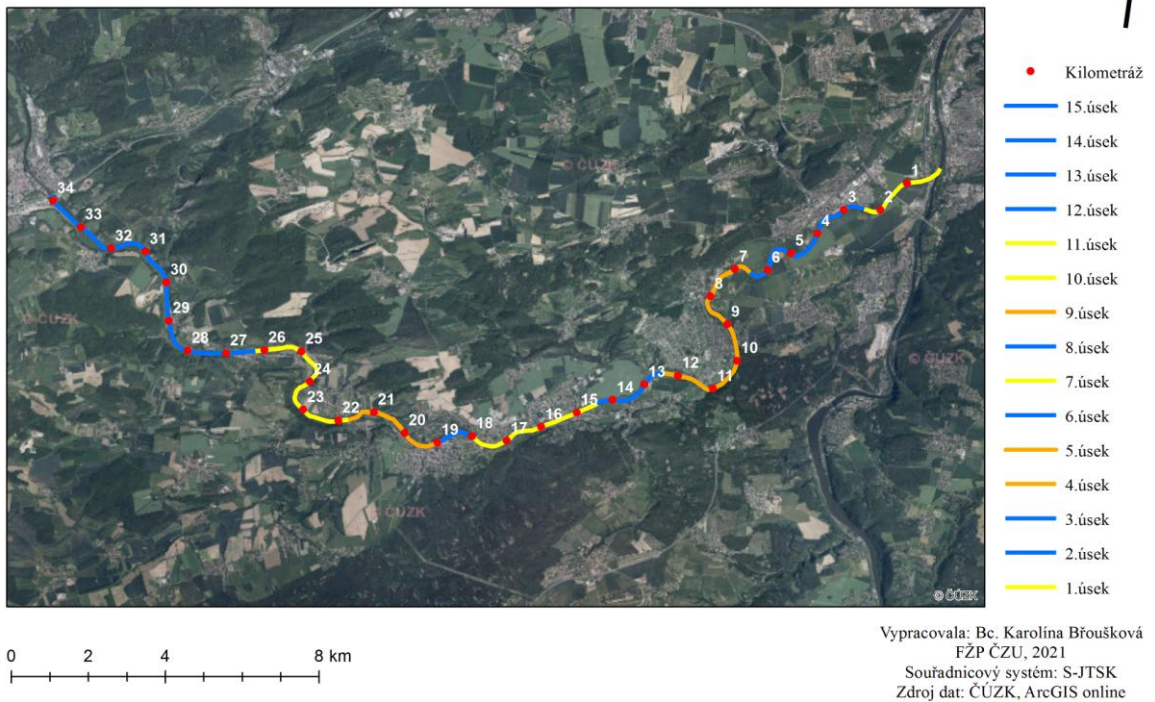 34
33
32
31
30
29
28
27
26
25
24
23
22
21
20
19
18
17
16
15
14
13
12
11
10
9
8
7
6
5
4
3
2
1
© ČÚZK
© ČÚZK
© ČÚZK
© ČÚZK
© ČÚZK
Kilometráž
15.úsek
14.úsek
13.úsek
12.úsek
11.úsek
10.úsek
9.úsek
8.úsek
7.úsek
6.úsek
5.úsek
4.úsek
3.úsek
2.úsek
1.úsek
0 2 4 8 km
Vypracovala: Bc. Karolína Břoušková
FŽP ČZU, 2021
Souřadnicový systém: S-JTSK
Zdroj dat: ČÚZK, ArcGIS online